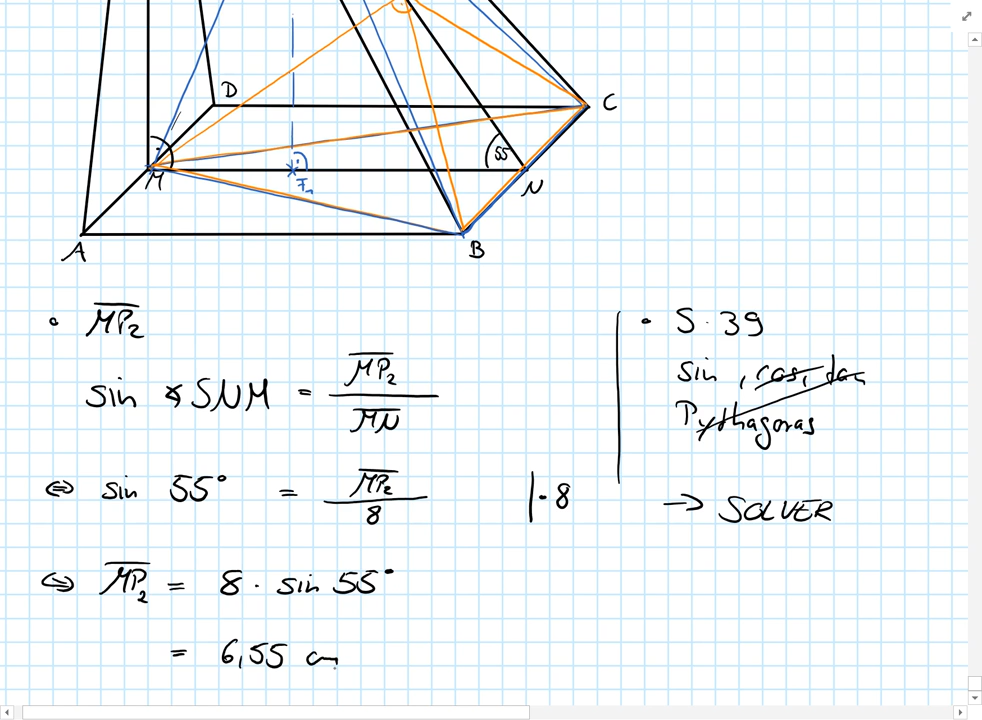 D
C
55
M
F₁
N
A
B
• MP₂
sin ∢ SNM = MP₂ / MN
⇔ sin 55° = MP₂ / 8 | · 8
⇔ MP₂ = 8 · sin 55°
= 6,55 cm
• S. 39
sin, cos, tan
Pythagoras
→ SOLVER